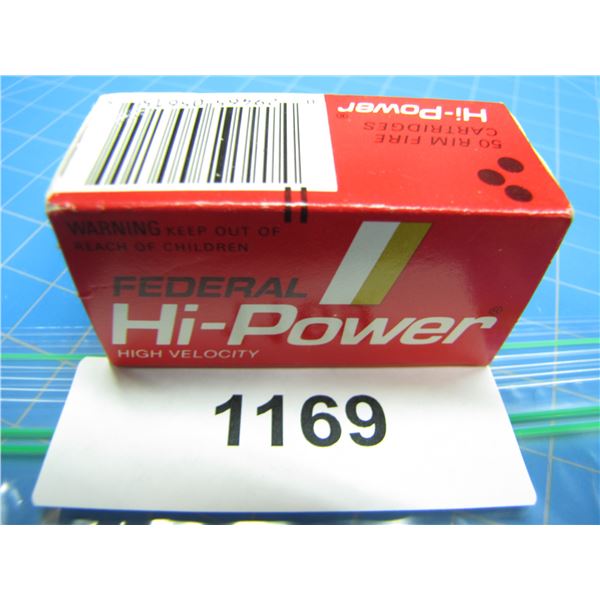 Hi-Power®
50 RIM FIRE
CARTRIDGES
WARNING KEEP OUT OF
REACH OF CHILDREN
FEDERAL
Hi-Power®
HIGH VELOCITY
1169